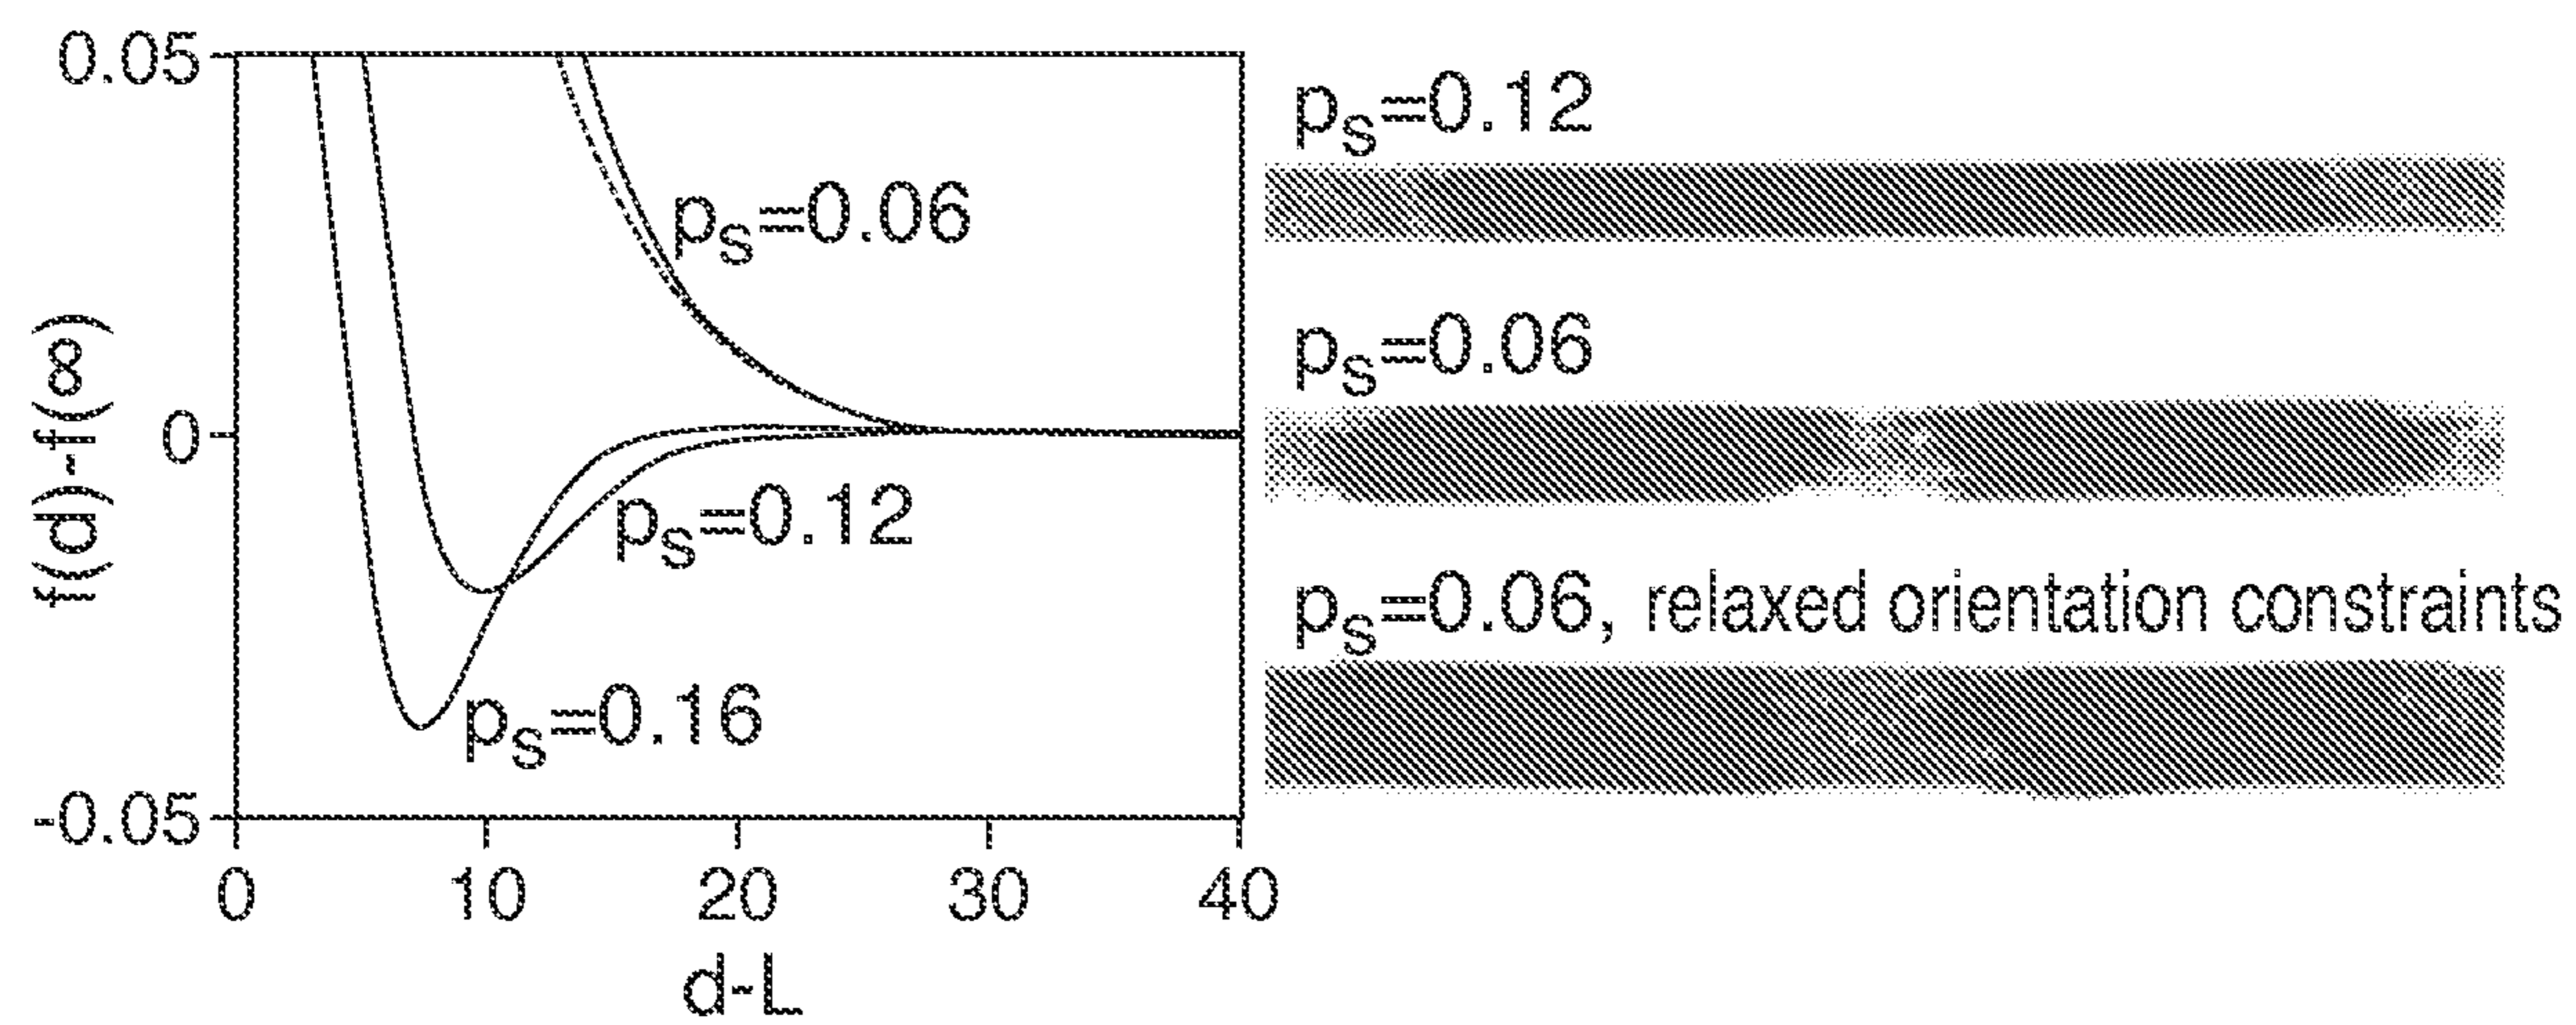 0.05
0
-0.05
f(d)-f(∞)
0
10
20
30
40
d-L
pS=0.06
pS=0.12
pS=0.16
pS=0.12
pS=0.06
pS=0.06, relaxed orientation constraints